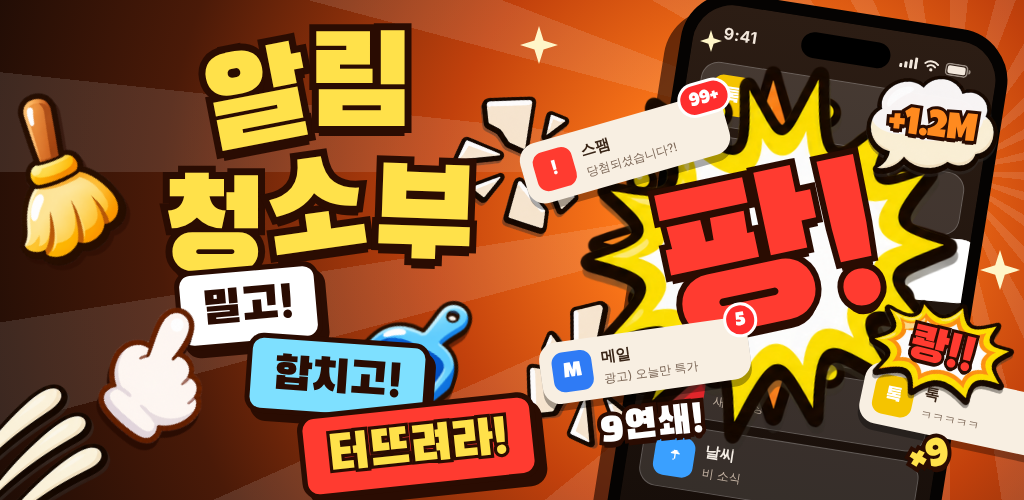 알림
청소부
밀고!
합치고!
터뜨려라!
9:41
99+
!
스팸
당첨되셨습니다?!
+1.2M
팡!
5
M
메일
광고) 오늘만 특가
쾅!!
톡
톡
ㅋㅋㅋㅋㅋ
9연쇄!
+9
☂
날씨
비 소식